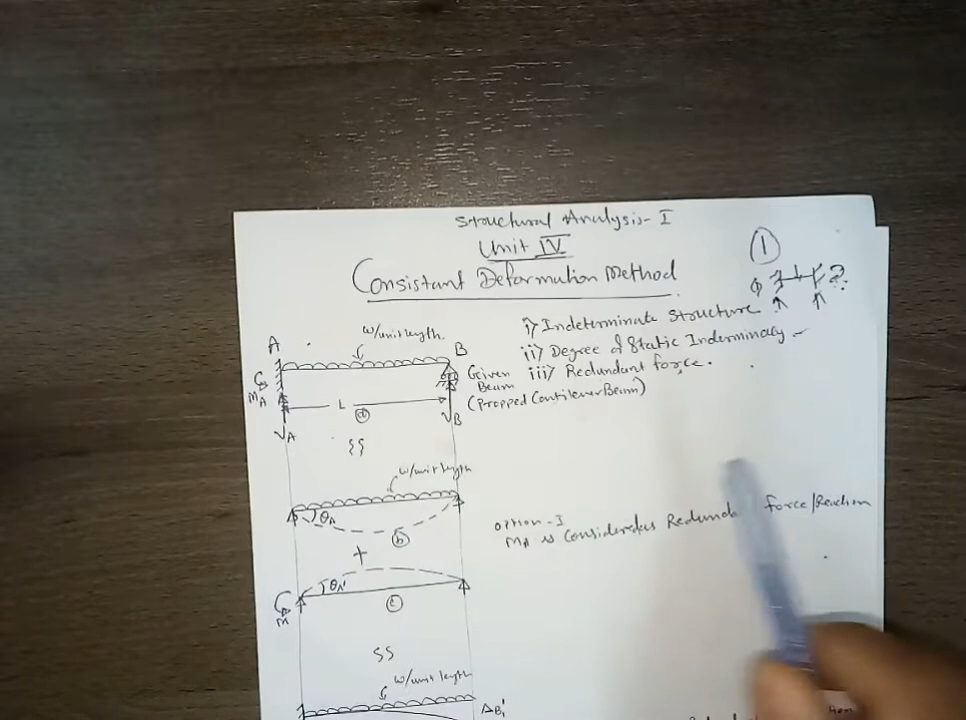 Structural Analysis-I
Unit IV
Consistant Deformation Method
1
i) Indeterminate Structure
ii) Degree of Static Inderminacy
iii) Redundant force.
w/unit length.
A
B
Given
Beam
(Propped Cantilever Beam)
MA
L
a
VA
VB
w/unit length
θA
b
+
option-I
MA is considered as Redundant force/Reaction
θA'
c
M
w/unit length
ΔB'